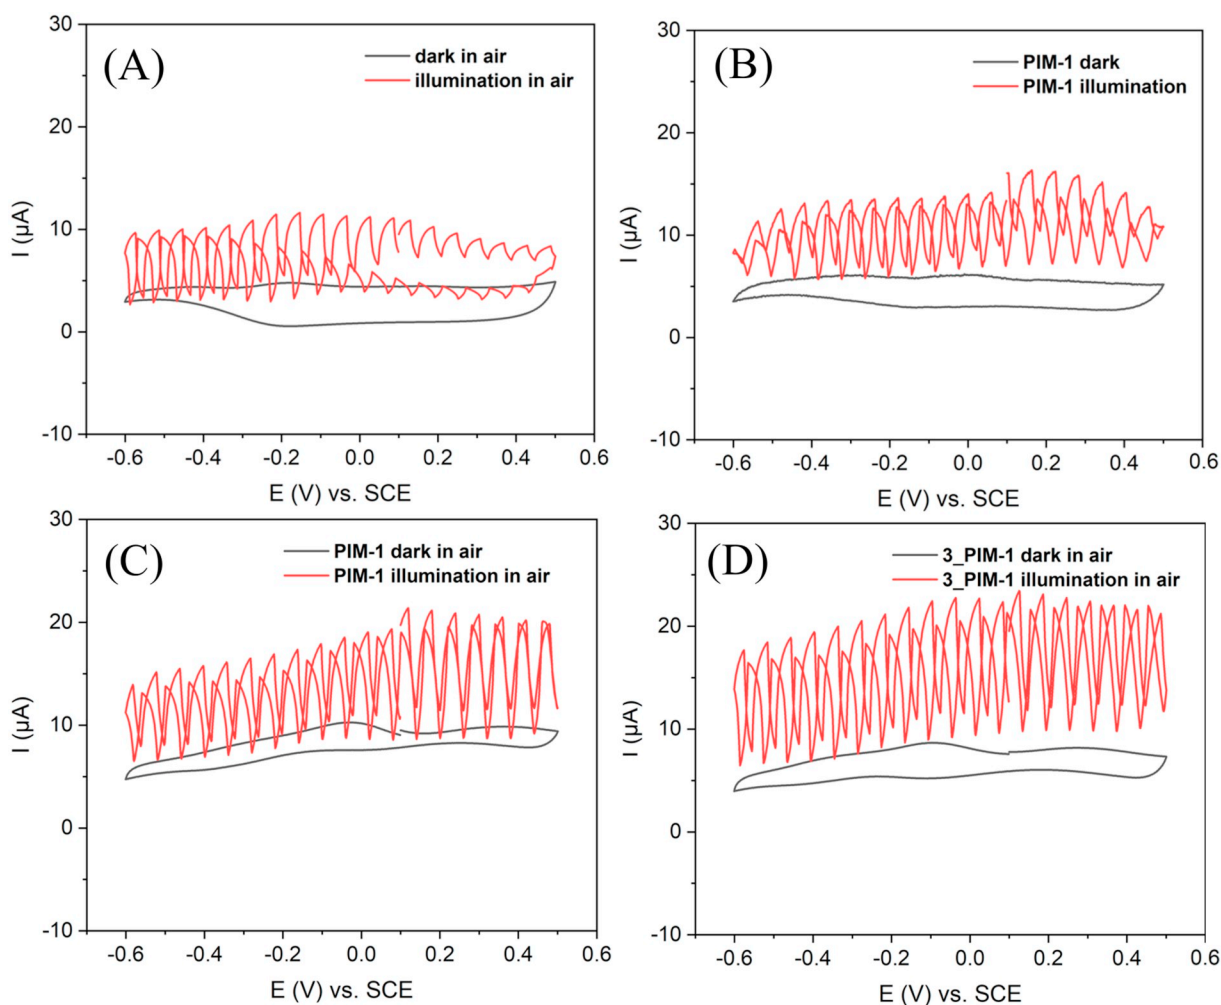 (A)
dark in air
illumination in air
30
20
10
0
-10
I (µA)
-0.6 -0.4 -0.2 0.0 0.2 0.4 0.6
E (V) vs. SCE
(B)
PIM-1 dark
PIM-1 illumination
30
20
10
0
-10
I (µA)
-0.6 -0.4 -0.2 0.0 0.2 0.4 0.6
E (V) vs. SCE
(C)
PIM-1 dark in air
PIM-1 illumination in air
30
20
10
0
-10
I (µA)
-0.6 -0.4 -0.2 0.0 0.2 0.4 0.6
E (V) vs. SCE
(D)
3_PIM-1 dark in air
3_PIM-1 illumination in air
30
20
10
0
-10
I (µA)
-0.6 -0.4 -0.2 0.0 0.2 0.4 0.6
E (V) vs. SCE